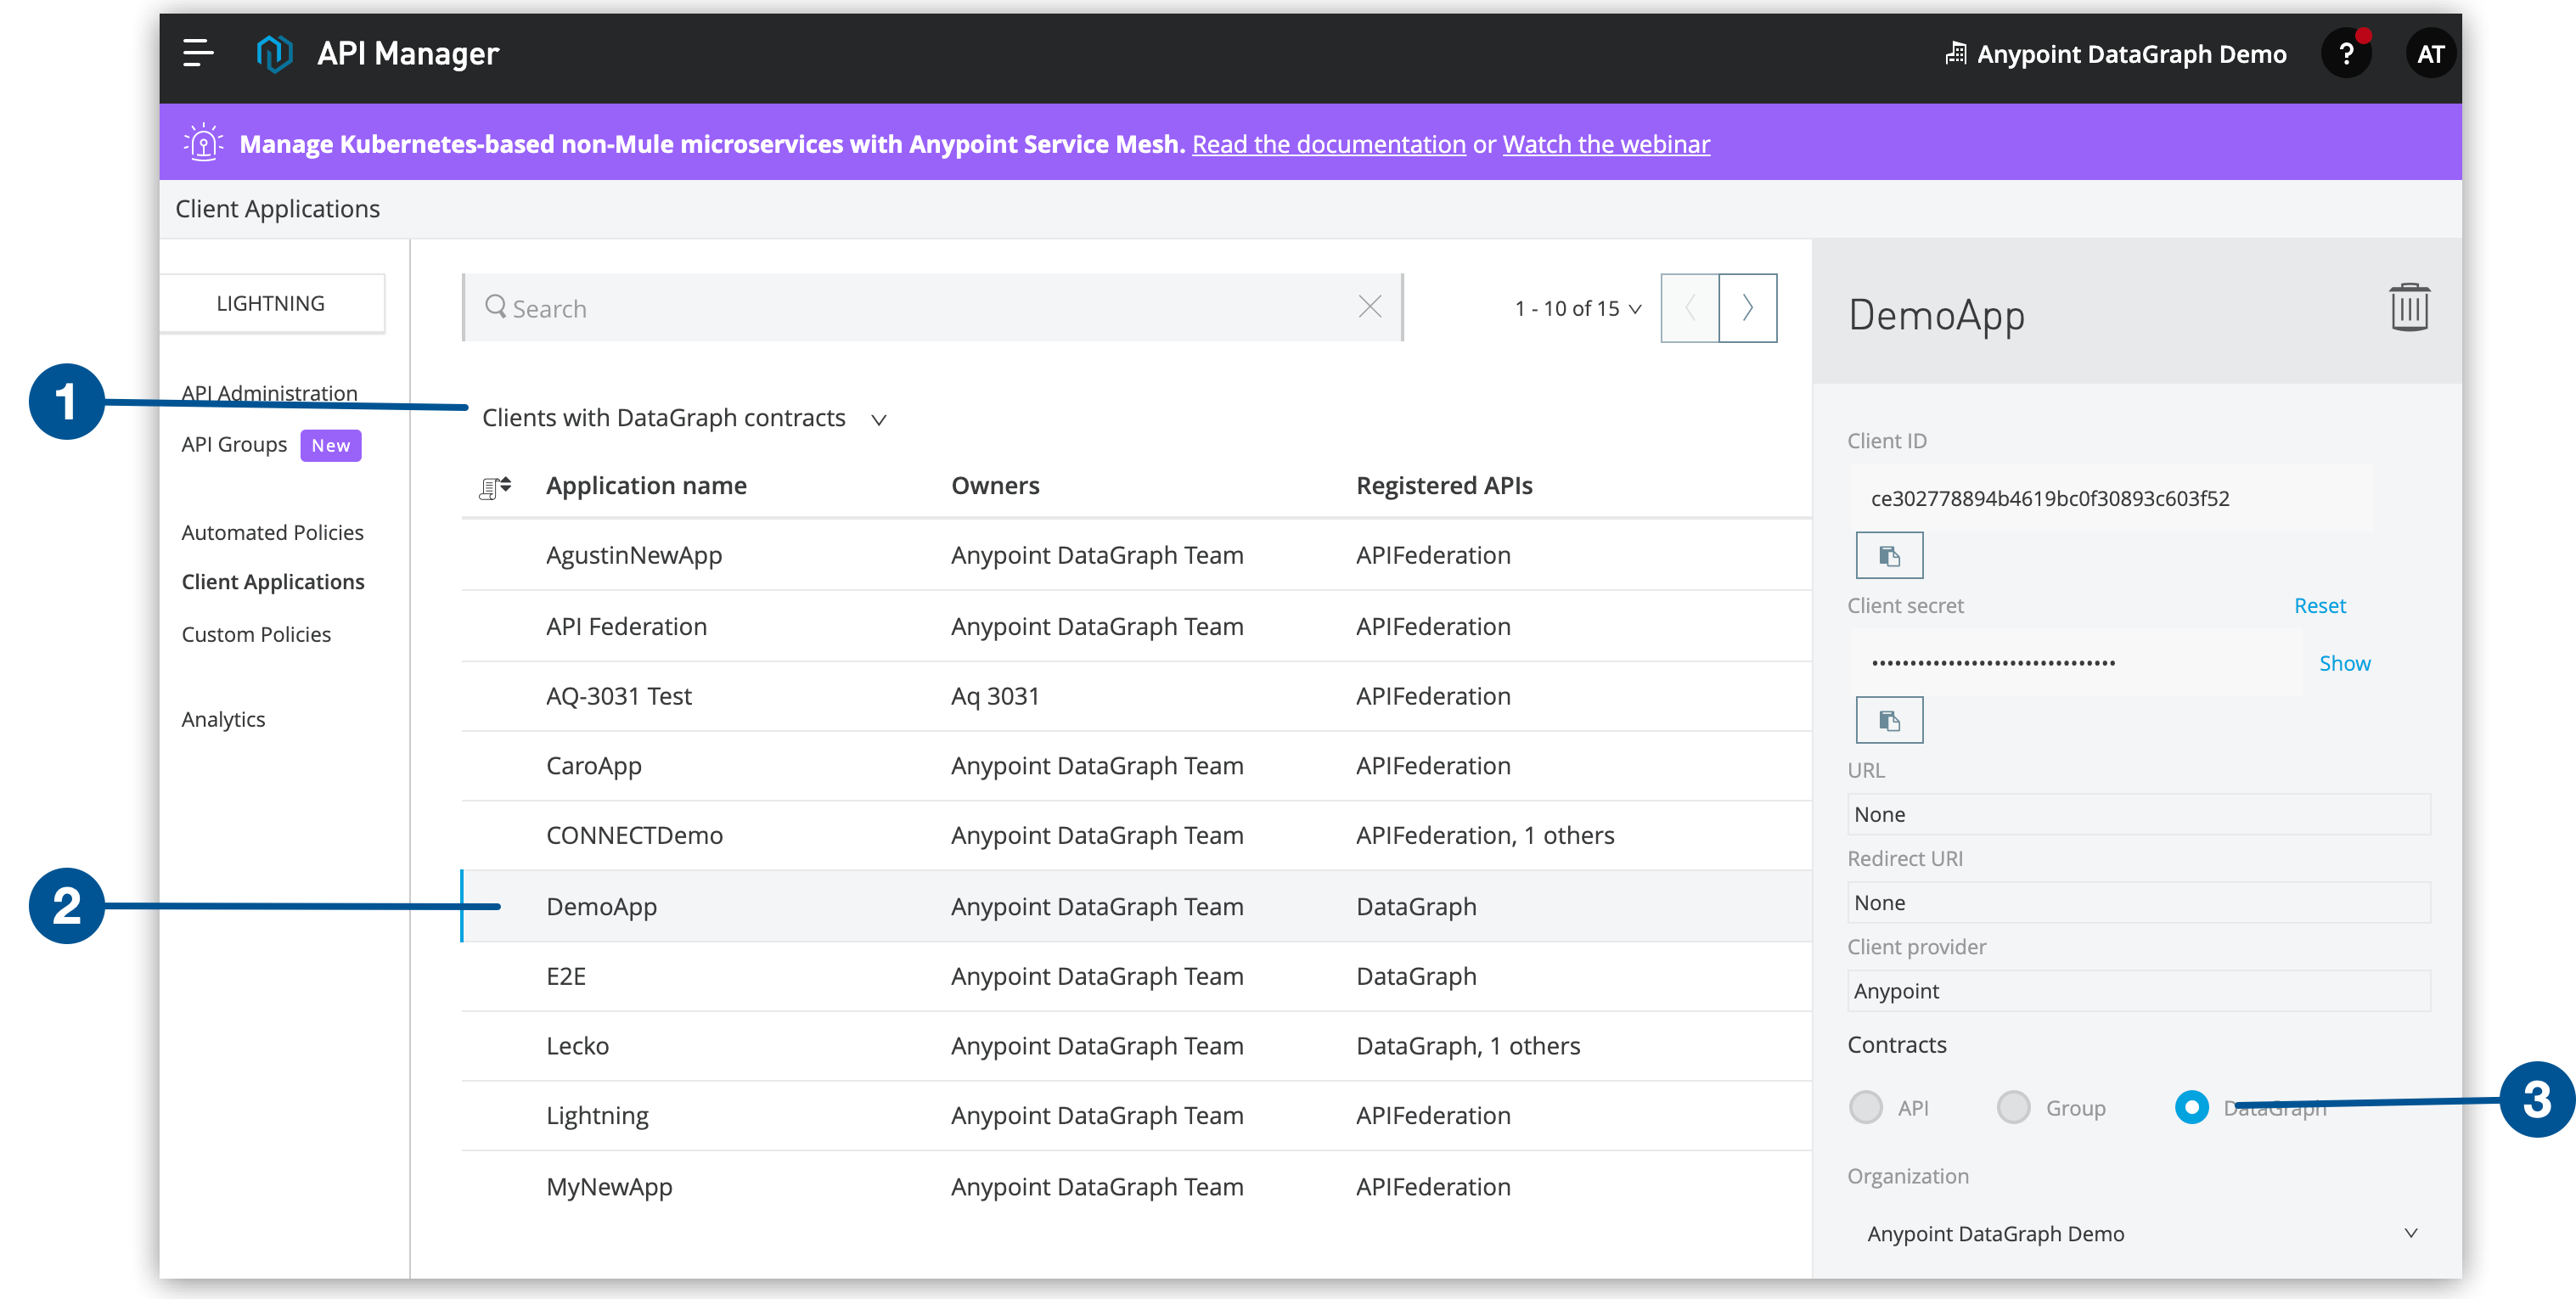 API Manager
Anypoint DataGraph Demo
?
AT
Manage Kubernetes-based non-Mule microservices with Anypoint Service Mesh. Read the documentation or Watch the webinar
Client Applications
LIGHTNING
API Administration
API Groups New
Automated Policies
Client Applications
Custom Policies
Analytics
1
2
3
Search
1 - 10 of 15
Clients with DataGraph contracts
Application name Owners Registered APIs
AgustinNewApp Anypoint DataGraph Team APIFederation
API Federation Anypoint DataGraph Team APIFederation
AQ-3031 Test Aq 3031 APIFederation
CaroApp Anypoint DataGraph Team APIFederation
CONNECTDemo Anypoint DataGraph Team APIFederation, 1 others
DemoApp Anypoint DataGraph Team DataGraph
E2E Anypoint DataGraph Team DataGraph
Lecko Anypoint DataGraph Team DataGraph, 1 others
Lightning Anypoint DataGraph Team APIFederation
MyNewApp Anypoint DataGraph Team APIFederation
DemoApp
Client ID
ce302778894b4619bc0f30893c603f52
Client secret Reset
•••••••••••••••••••••••••••••••• Show
URL
None
Redirect URI
None
Client provider
Anypoint
Contracts
API Group DataGraph
Organization
Anypoint DataGraph Demo